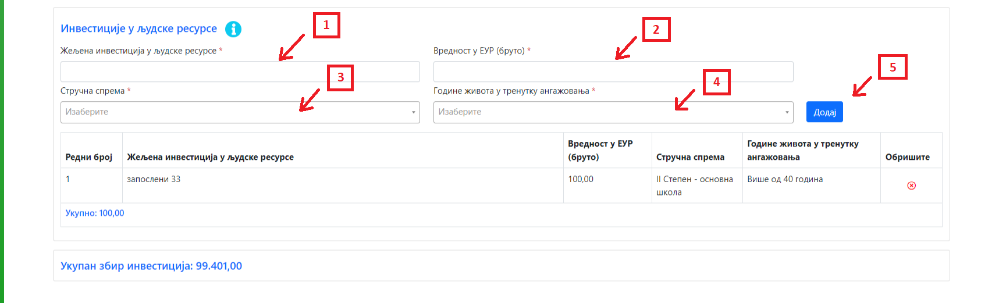 Инвестиције у људске ресурсе
1
2
Жељена инвестиција у људске ресурсе *
Вредност у ЕУР (бруто) *
3
4
5
Стручна спрема *
Године живота у тренутку ангажовања *
Изаберите
Изаберите
Додај
Редни број
Жељена инвестиција у људске ресурсе
Вредност у ЕУР
(бруто)
Стручна спрема
Године живота у тренутку
ангажовања
Обришите
1
запослени 33
100,00
II Степен - основна
школа
Више од 40 година
Укупно: 100,00
Укупан збир инвестиција: 99.401,00